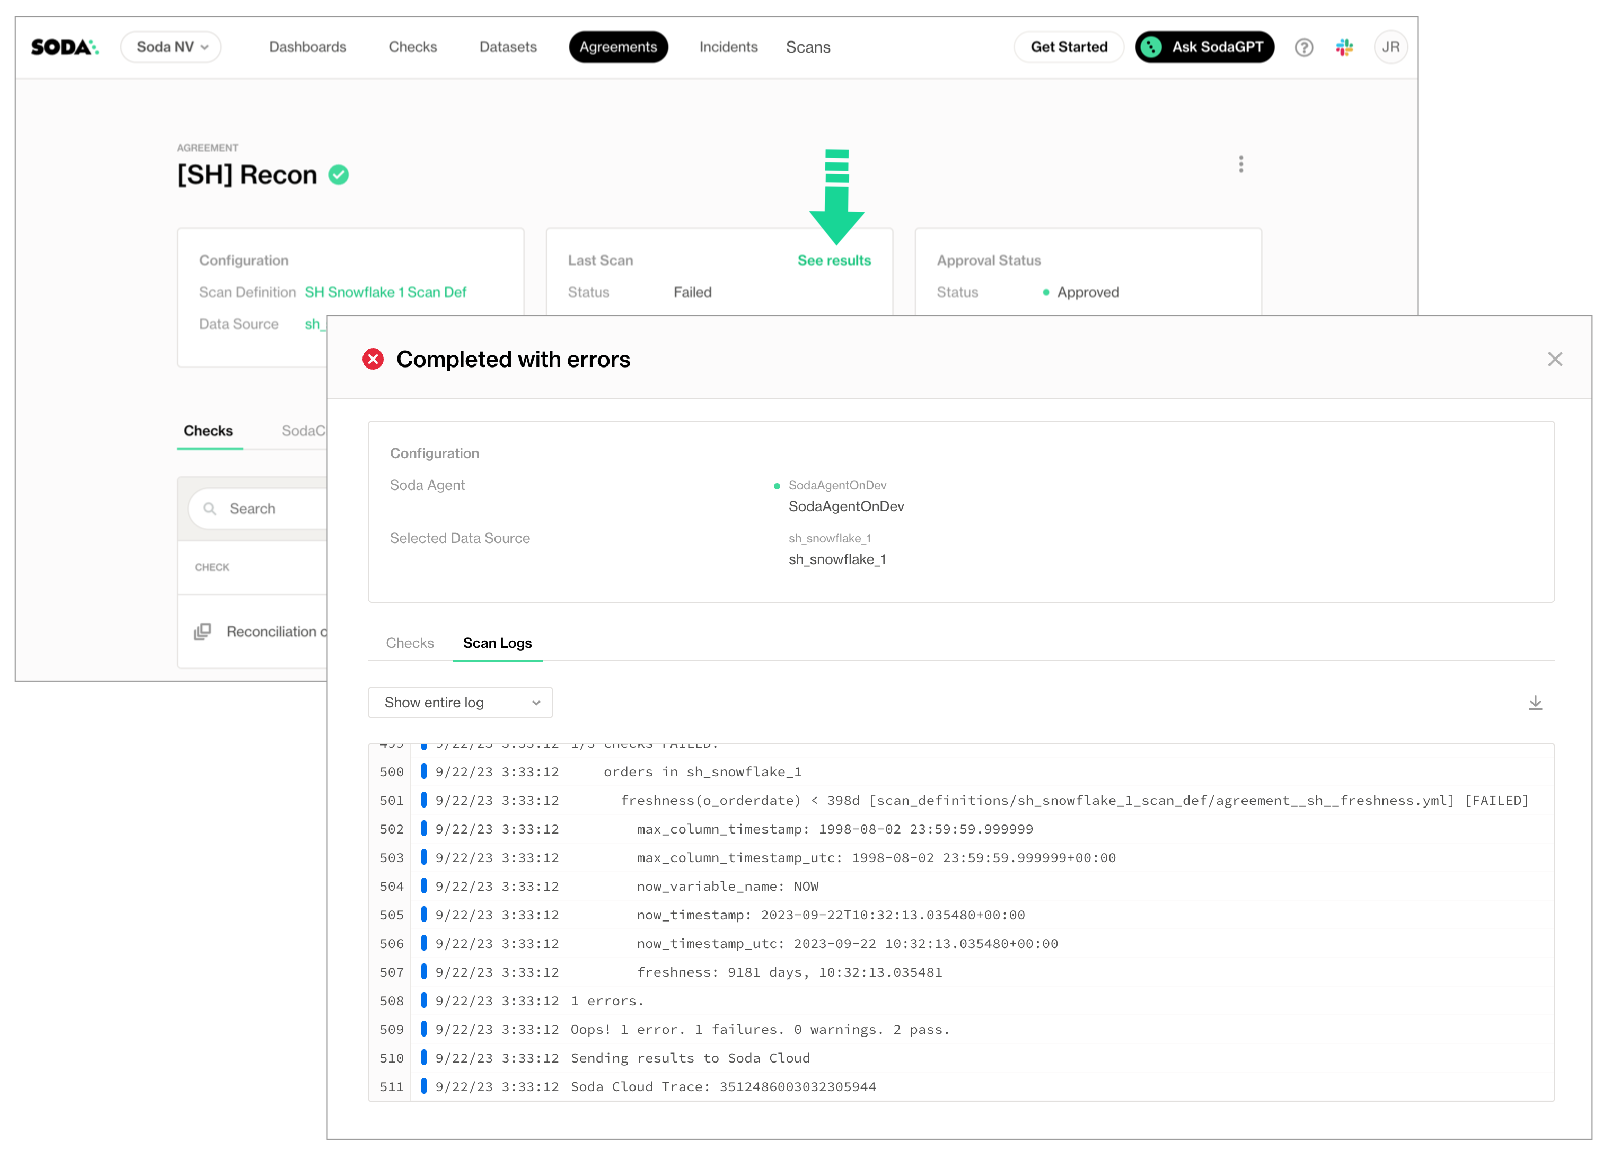 SODA
Soda NV
Dashboards
Checks
Datasets
Agreements
Incidents
Scans
Get Started
Ask SodaGPT
?
JR
AGREEMENT
[SH] Recon
Configuration
Scan Definition SH Snowflake 1 Scan Def
Data Source sh_
Last Scan See results
Status Failed
Approval Status
Status Approved
Checks SodaC
Search
CHECK
Reconciliation c
Completed with errors
Configuration
Soda Agent SodaAgentOnDev
SodaAgentOnDev
Selected Data Source sh_snowflake_1
sh_snowflake_1
Checks Scan Logs
Show entire log
499 9/22/23 3:33:12 1/3 checks FAILED:
500 9/22/23 3:33:12 orders in sh_snowflake_1
501 9/22/23 3:33:12 freshness(o_orderdate) < 398d [scan_definitions/sh_snowflake_1_scan_def/agreement__sh__freshness.yml] [FAILED]
502 9/22/23 3:33:12 max_column_timestamp: 1998-08-02 23:59:59.999999
503 9/22/23 3:33:12 max_column_timestamp_utc: 1998-08-02 23:59:59.999999+00:00
504 9/22/23 3:33:12 now_variable_name: NOW
505 9/22/23 3:33:12 now_timestamp: 2023-09-22T10:32:13.035480+00:00
506 9/22/23 3:33:12 now_timestamp_utc: 2023-09-22 10:32:13.035480+00:00
507 9/22/23 3:33:12 freshness: 9181 days, 10:32:13.035481
508 9/22/23 3:33:12 1 errors.
509 9/22/23 3:33:12 Oops! 1 error. 1 failures. 0 warnings. 2 pass.
510 9/22/23 3:33:12 Sending results to Soda Cloud
511 9/22/23 3:33:12 Soda Cloud Trace: 3512486003032305944